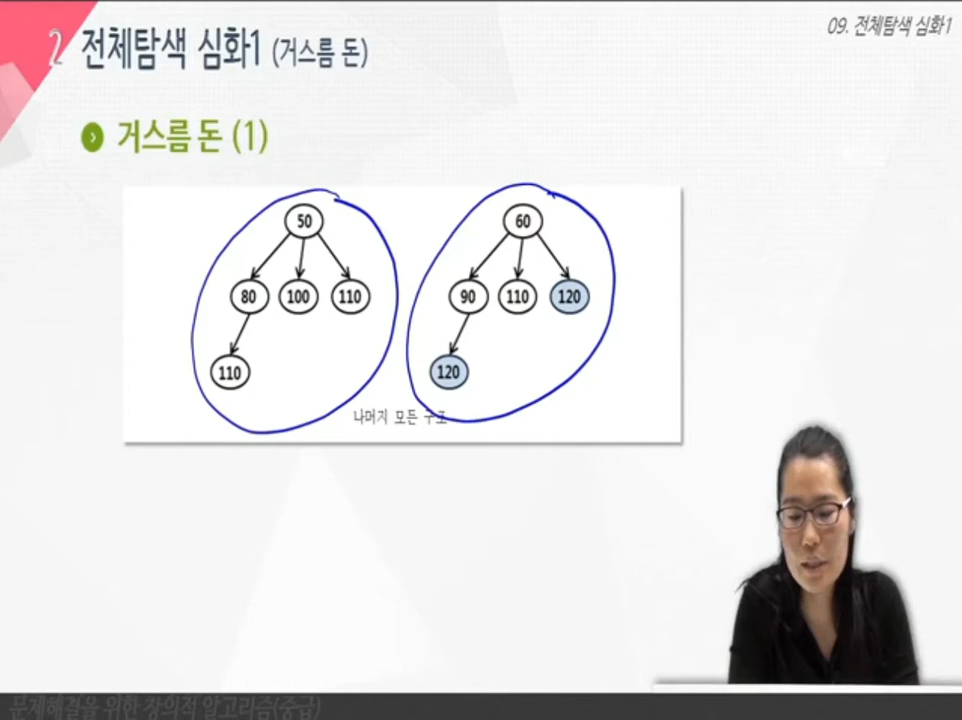 09. 전체탐색 심화1
2 전체탐색 심화1 (거스름 돈)
거스름 돈 (1)
50 60
80 100 110 90 110 120
110 120
나머지 모든 구조
문제해결을 위한 창의적 알고리즘(중급)